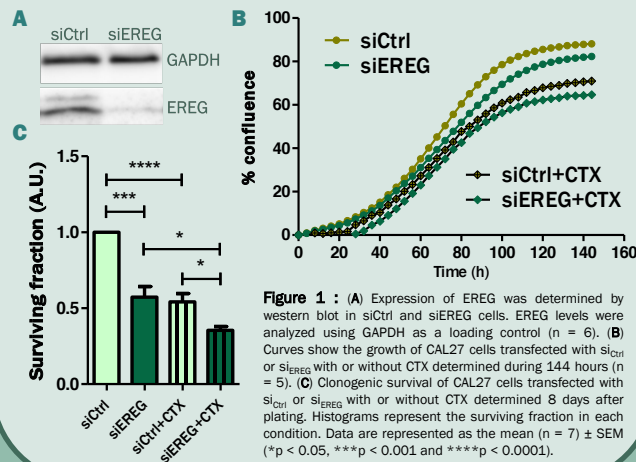 A
siCtrl siEREG
GAPDH
EREG
B
% confluence
100
80
60
40
20
0
0 20 40 60 80 100 120 140 160
Time (h)
siCtrl
siEREG
siCtrl+CTX
siEREG+CTX
C
Surviving fraction (A.U.)
1.5
1.0
0.5
0.0
****
***
*
*
siCtrl
siEREG
siCtrl+CTX
siEREG+CTX
Figure 1 : (A) Expression of EREG was determined by
western blot in siCtrl and siEREG cells. EREG levels were
analyzed using GAPDH as a loading control (n = 6). (B)
Curves show the growth of CAL27 cells transfected with siCtrl
or siEREG with or without CTX determined during 144 hours (n
= 5). (C) Clonogenic survival of CAL27 cells transfected with
siCtrl or siEREG with or without CTX determined 8 days after
plating. Histograms represent the surviving fraction in each
condition. Data are represented as the mean (n = 7) ± SEM
(*p < 0.05, ***p < 0.001 and ****p < 0.0001).